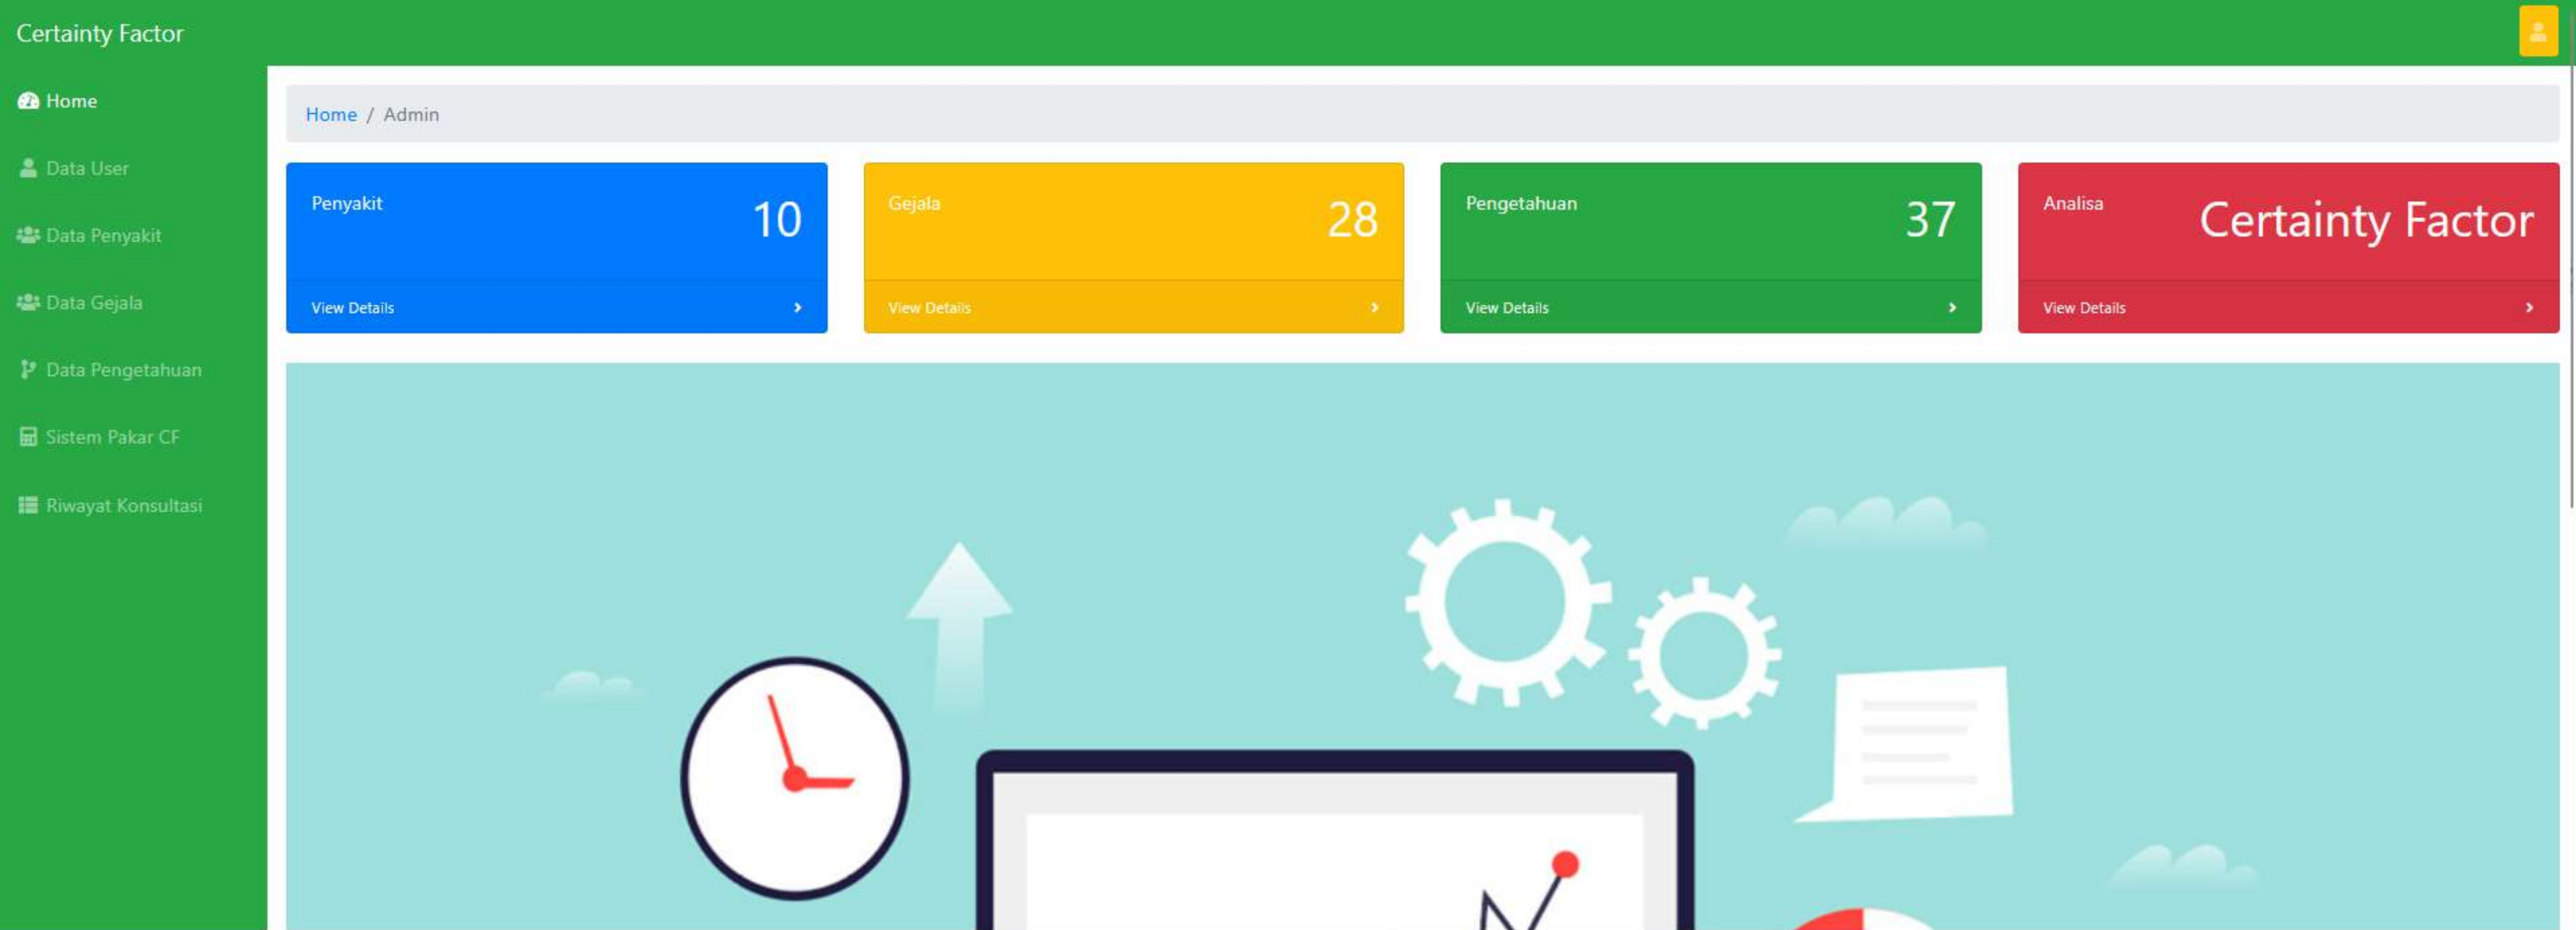 Certainty Factor
Home
Data User
Data Penyakit
Data Gejala
Data Pengetahuan
Sistem Pakar CF
Riwayat Konsultasi
Home / Admin
Penyakit 10
View Details
Gejala 28
View Details
Pengetahuan 37
View Details
Analisa Certainty Factor
View Details